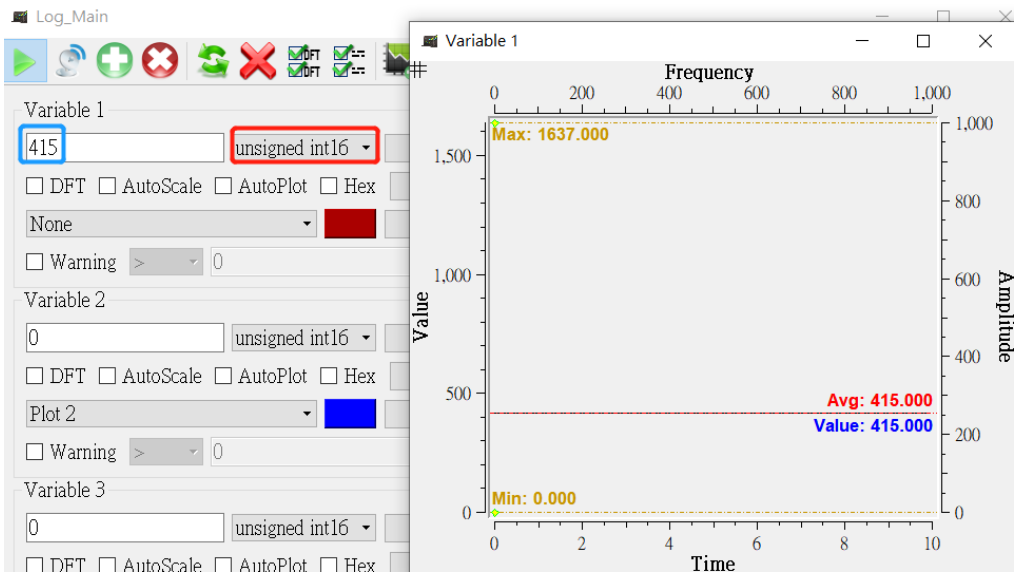 Log_Main
DFT
DFT
Variable 1
415
unsigned int16
DFT AutoScale AutoPlot Hex
None
Warning > 0
Variable 2
0
unsigned int16
DFT AutoScale AutoPlot Hex
Plot 2
Warning > 0
Variable 3
0
unsigned int16
DFT AutoScale AutoPlot Hex
Variable 1
Frequency
0 200 400 600 800 1,000
Max: 1637.000
1,500
1,000
500
0
Value
1,000
800
600
400
200
0
Amplitude
Avg: 415.000
Value: 415.000
Min: 0.000
0 2 4 6 8 10
Time